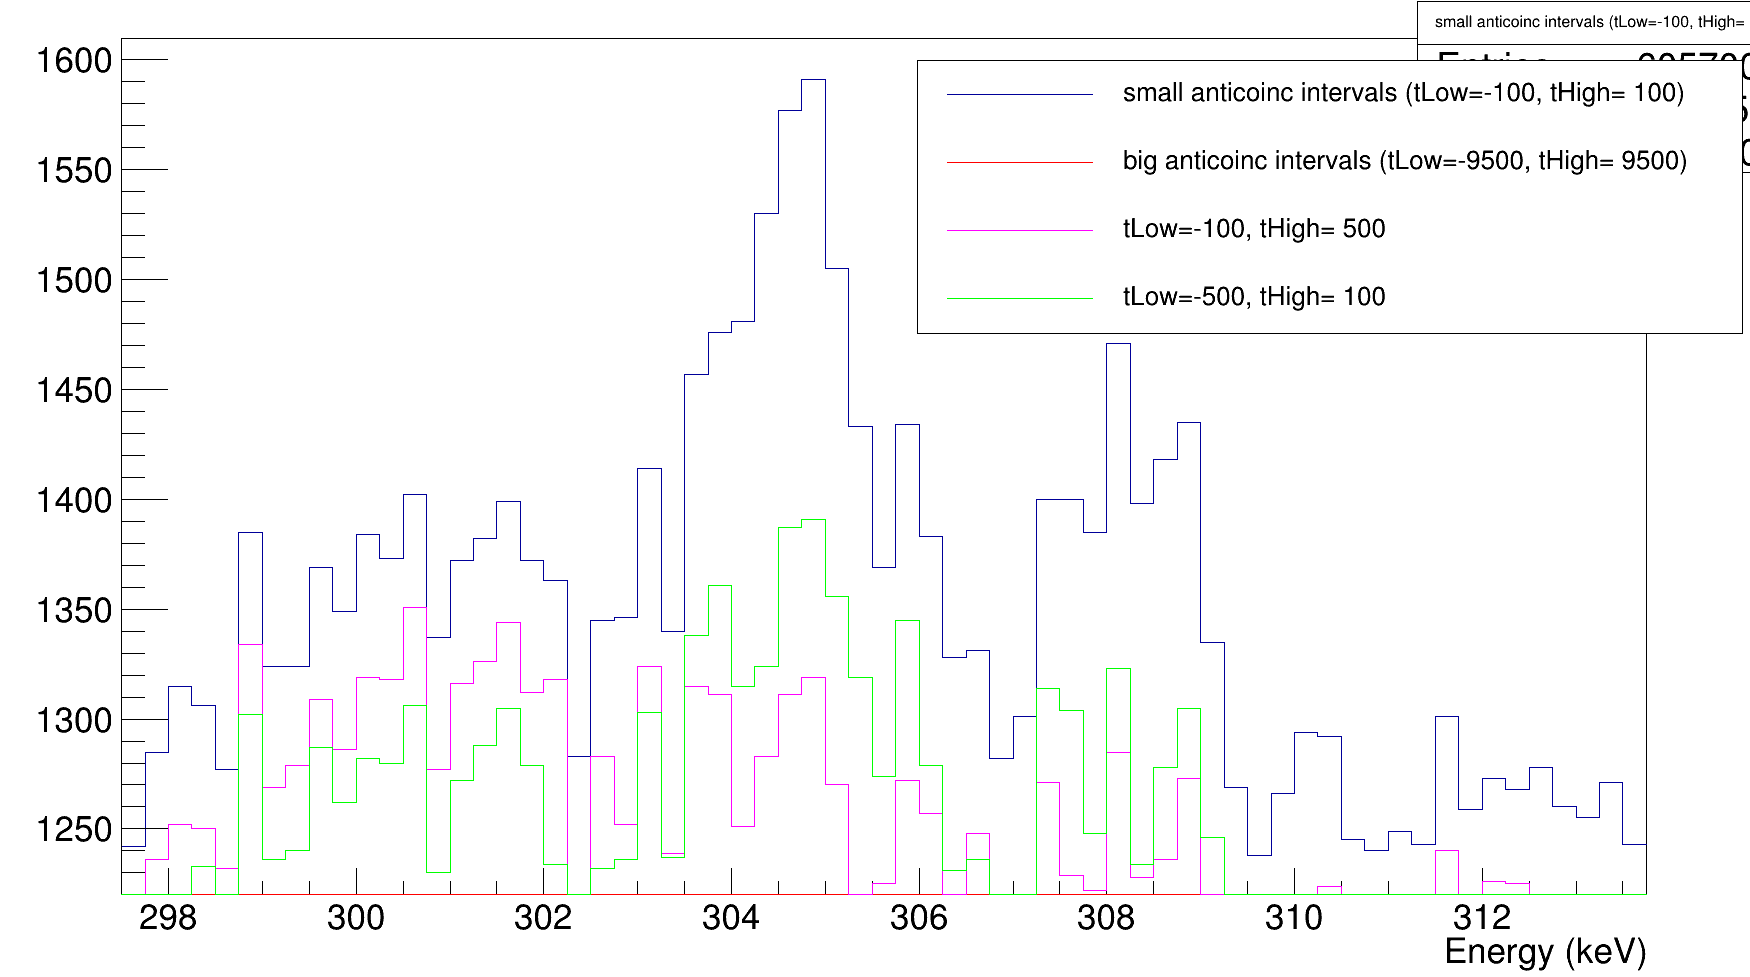 small anticoinc intervals (tLow=-100, tHigh=
small anticoinc intervals (tLow=-100, tHigh= 100)
big anticoinc intervals (tLow=-9500, tHigh= 9500)
tLow=-100, tHigh= 500
tLow=-500, tHigh= 100
1600
1550
1500
1450
1400
1350
1300
1250
298 300 302 304 306 308 310 312
Energy (keV)